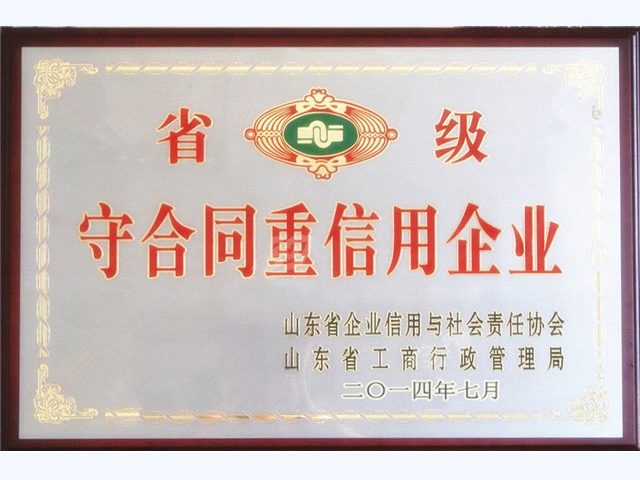 省级
守合同重信用企业
山东省企业信用与社会责任协会
山东省工商行政管理局
二〇一四年七月